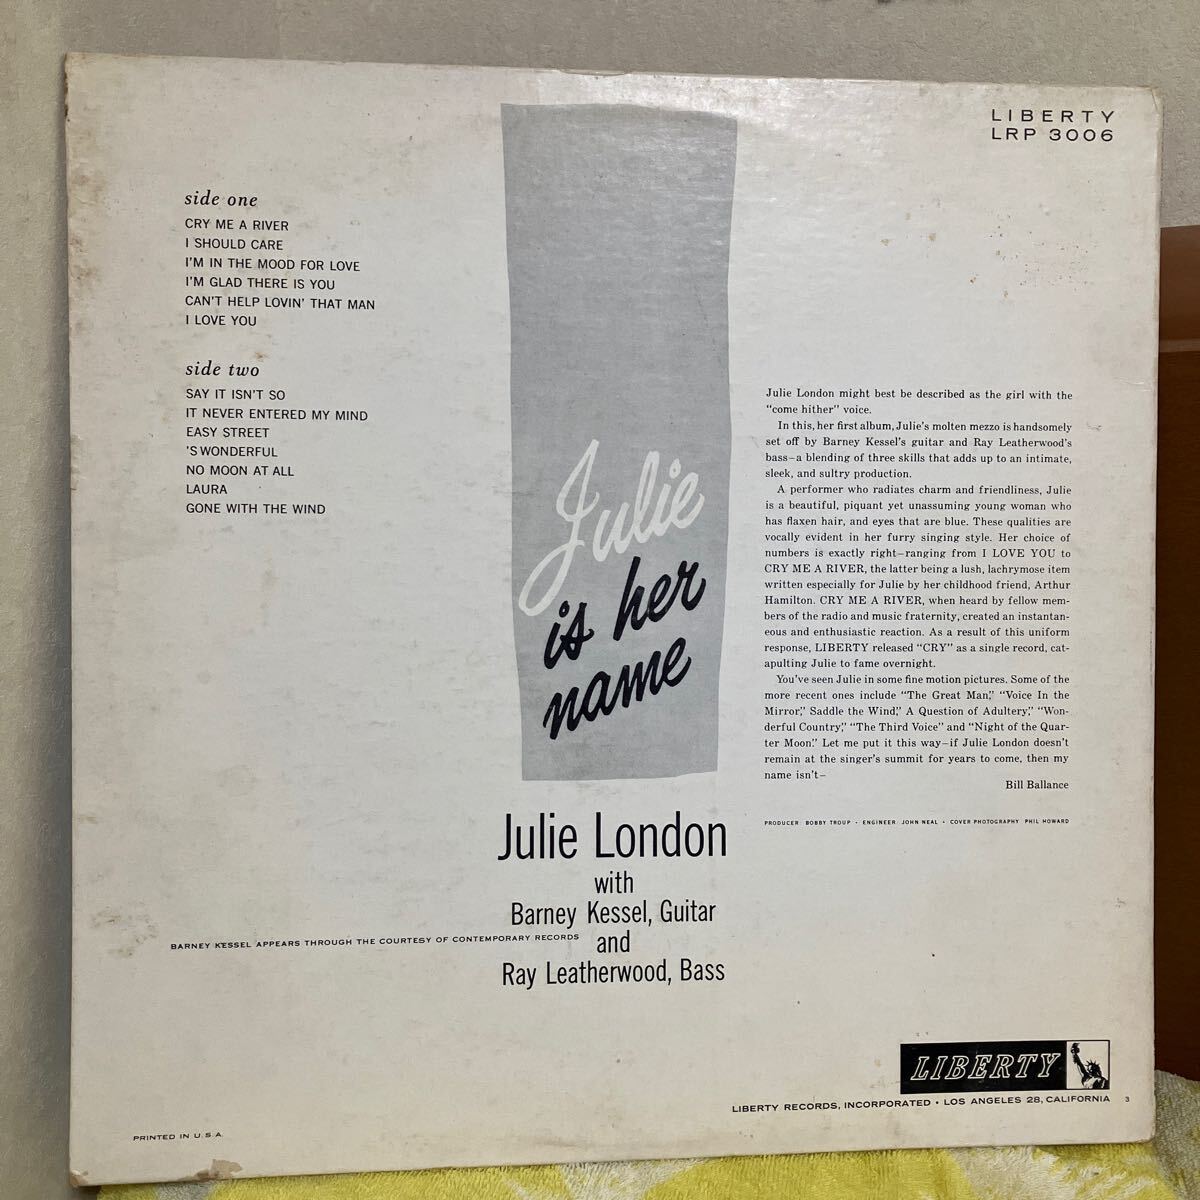 LIBERTY
LRP 3006
side one
CRY ME A RIVER
I SHOULD CARE
I'M IN THE MOOD FOR LOVE
I'M GLAD THERE IS YOU
CAN'T HELP LOVIN' THAT MAN
I LOVE YOU
side two
SAY IT ISN'T SO
IT NEVER ENTERED MY MIND
EASY STREET
'S WONDERFUL
NO MOON AT ALL
LAURA
GONE WITH THE WIND
Julie
is her
name
Julie London might best be described as the girl with the
"come hither" voice.
In this, her first album, Julie's molten mezzo is handsomely
set off by Barney Kessel's guitar and Ray Leatherwood's
bass—a blending of three skills that adds up to an intimate,
sleek, and sultry production.
A performer who radiates charm and friendliness, Julie
is a beautiful, piquant yet unassuming young woman who
has flaxen hair, and eyes that are blue. These qualities are
vocally evident in her furry singing style. Her choice of
numbers is exactly right—ranging from I LOVE YOU to
CRY ME A RIVER, the latter being a lush, lachrymose item
written especially for Julie by her childhood friend, Arthur
Hamilton. CRY ME A RIVER, when heard by fellow mem-
bers of the radio and music fraternity, created an instantan-
eous and enthusiastic reaction. As a result of this uniform
response, LIBERTY released "CRY" as a single record, cat-
apulting Julie to fame overnight.
You've seen Julie in some fine motion pictures. Some of the
more recent ones include "The Great Man," "Voice In the
Mirror," Saddle the Wind," A Question of Adultery," "Won-
derful Country," "The Third Voice" and "Night of the Quar-
ter Moon." Let me put it this way—if Julie London doesn't
remain at the singer's summit for years to come, then my
name isn't—
Bill Ballance
PRODUCER BOBBY TROUP • ENGINEER JOHN NEAL • COVER PHOTOGRAPHY PHIL HOWARD
Julie London
with
Barney Kessel, Guitar
and
Ray Leatherwood, Bass
BARNEY KESSEL APPEARS THROUGH THE COURTESY OF CONTEMPORARY RECORDS
LIBERTY
LIBERTY RECORDS, INCORPORATED • LOS ANGELES 28, CALIFORNIA 3
PRINTED IN U.S.A.